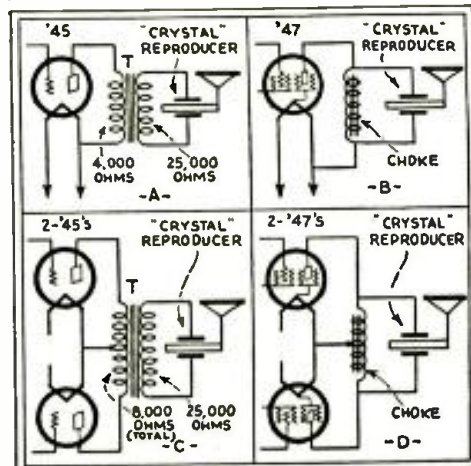 '45
"CRYSTAL"
REPRODUCER
T
4,000
OHMS
25,000
OHMS
-A-
'47
"CRYSTAL"
REPRODUCER
CHOKE
-B-
2-'45's
"CRYSTAL"
REPRODUCER
T
8,000
OHMS
(TOTAL)
25,000
OHMS
-C-
2-'47's
"CRYSTAL"
REPRODUCER
CHOKE
-D-